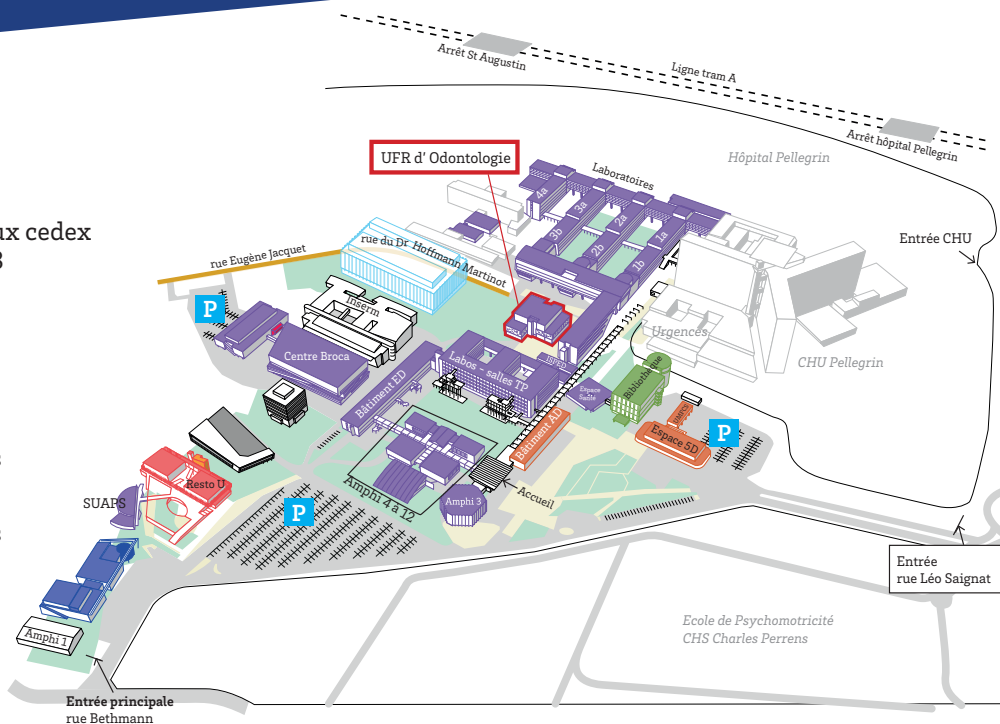 Arrêt St Augustin
Ligne tram A
Arrêt hôpital Pellegrin
UFR d' Odontologie
Hôpital Pellegrin
Laboratoires
4a
3a
2a
1a
3b
2b
1b
ux cedex
Entrée CHU
rue Eugène Jacquet
rue du Dr Hoffmann Martinot
P
Inserm
Urgences
CHU Pellegrin
Centre Broca
Labos - salles TP
ISPED
Bâtiment ED
Espace
Santé
Bibliothèque
Bâtiment AD
Espace 5D
P
Resto U
SUAPS
Amphi 4 à 12
Amphi 3
Accueil
P
Entrée
rue Léo Saignat
Ecole de Psychomotricité
CHS Charles Perrens
Amphi 1
Entrée principale
rue Bethmann